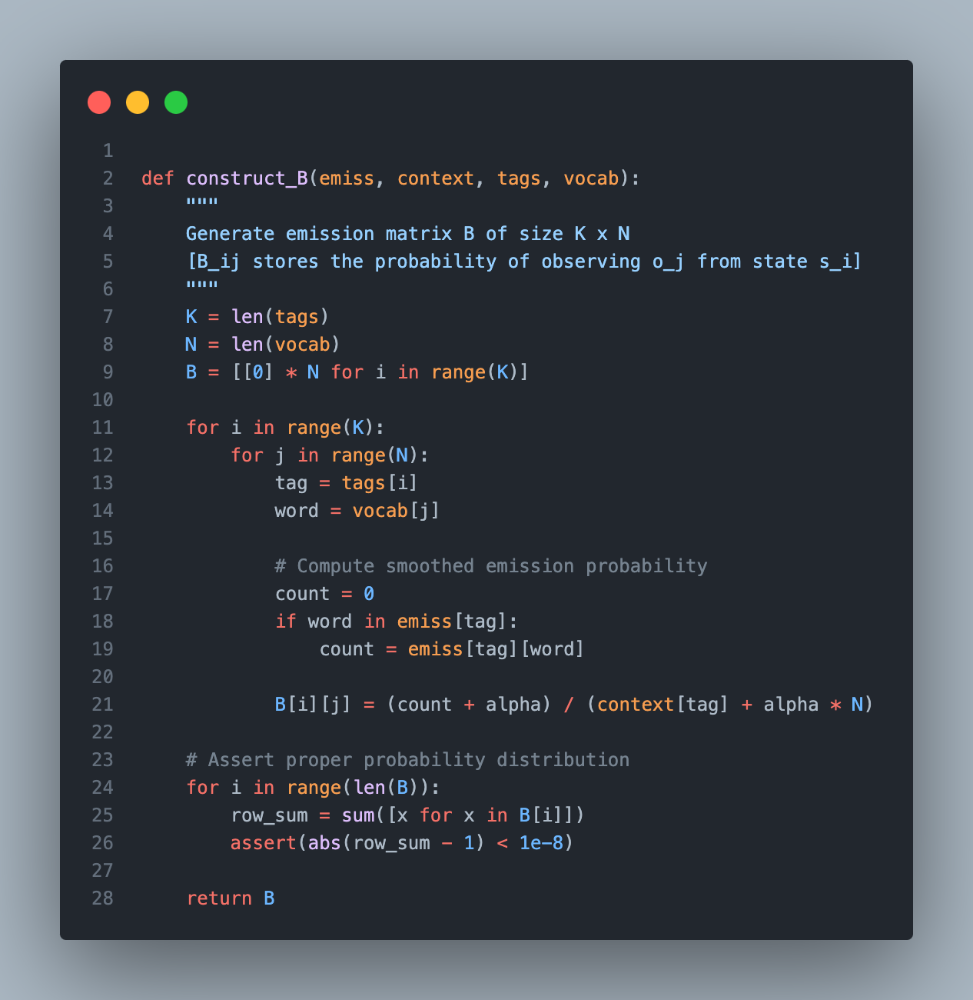 1
2 def construct_B(emiss, context, tags, vocab):
3     """
4     Generate emission matrix B of size K x N
5     [B_ij stores the probability of observing o_j from state s_i]
6     """
7     K = len(tags)
8     N = len(vocab)
9     B = [[0] * N for i in range(K)]
10
11     for i in range(K):
12         for j in range(N):
13             tag = tags[i]
14             word = vocab[j]
15
16             # Compute smoothed emission probability
17             count = 0
18             if word in emiss[tag]:
19                 count = emiss[tag][word]
20
21             B[i][j] = (count + alpha) / (context[tag] + alpha * N)
22
23     # Assert proper probability distribution
24     for i in range(len(B)):
25         row_sum = sum([x for x in B[i]])
26         assert(abs(row_sum - 1) < 1e-8)
27
28     return B